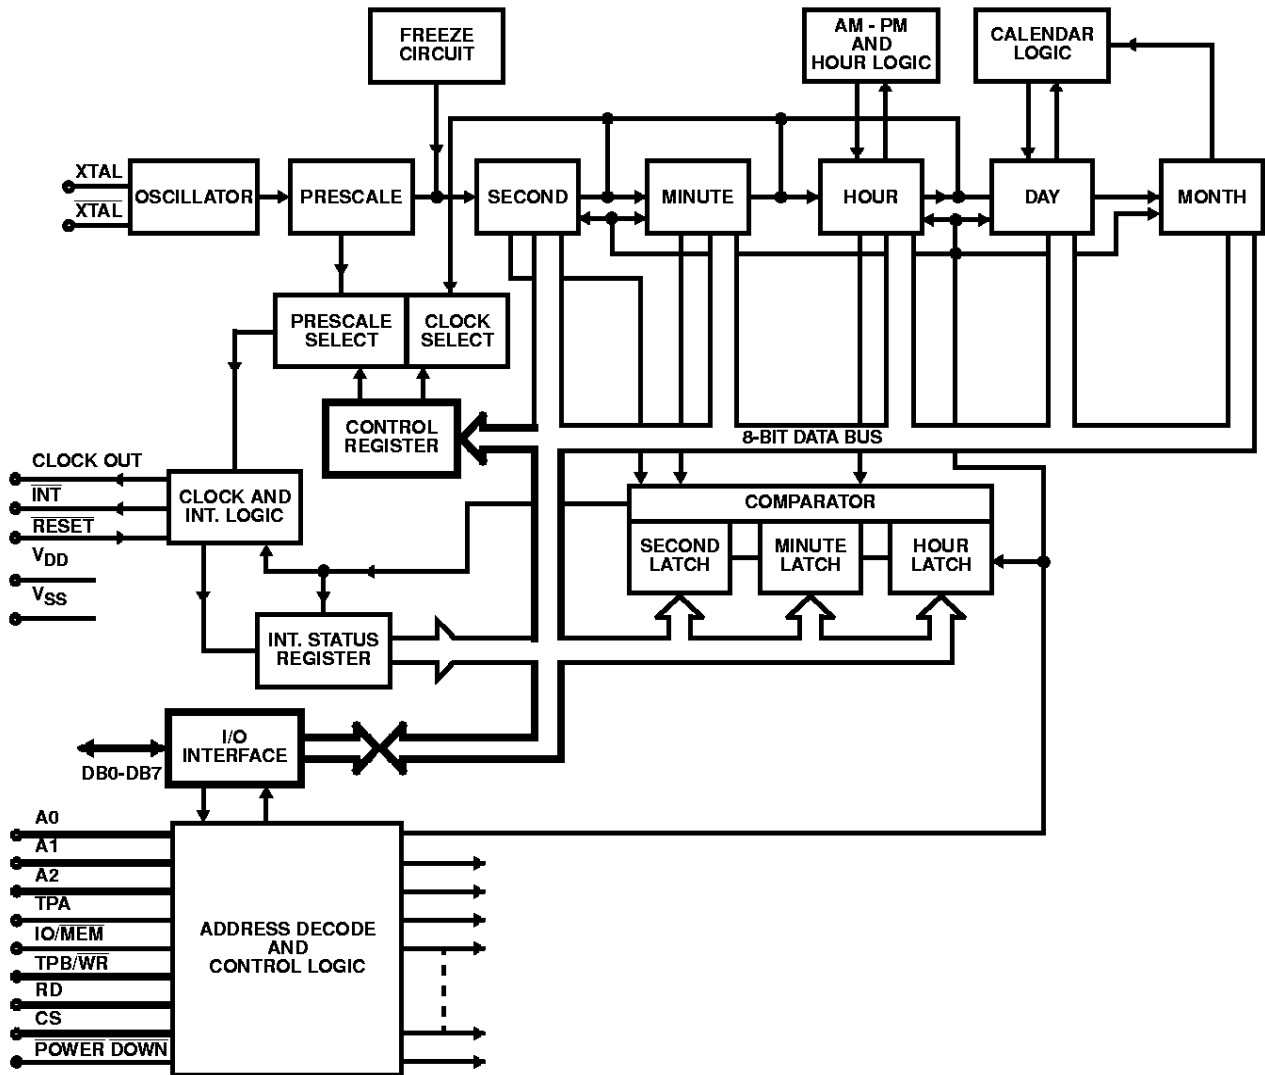 FREEZE
CIRCUIT
AM - PM
AND
HOUR LOGIC
CALENDAR
LOGIC
XTAL
XTAL
OSCILLATOR
PRESCALE
SECOND
MINUTE
HOUR
DAY
MONTH
PRESCALE
SELECT
CLOCK
SELECT
CONTROL
REGISTER
8-BIT DATA BUS
CLOCK OUT
INT
RESET
VDD
VSS
CLOCK AND
INT. LOGIC
COMPARATOR
SECOND
LATCH
MINUTE
LATCH
HOUR
LATCH
INT. STATUS
REGISTER
I/O
INTERFACE
DB0-DB7
A0
A1
A2
TPA
IO/MEM
TPB/WR
RD
CS
POWER DOWN
ADDRESS DECODE
AND
CONTROL LOGIC